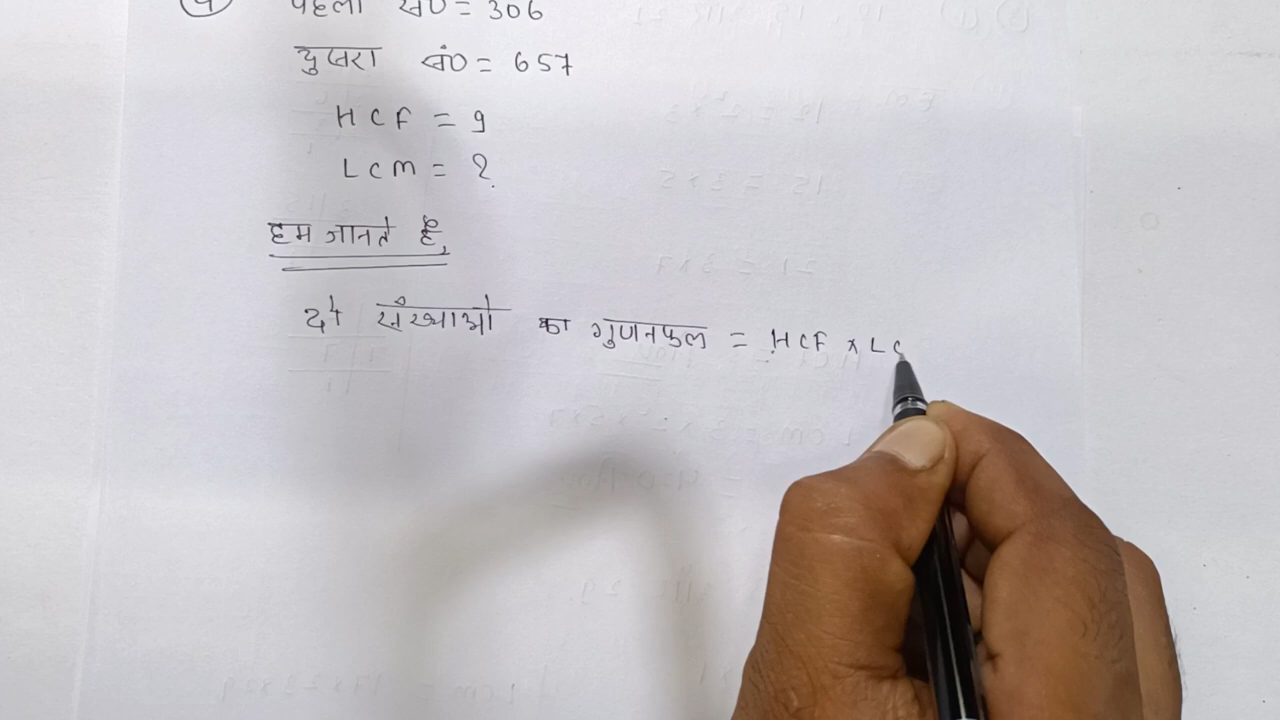 पहला सं० = 306
दुसरा सं० = 657
HCF = 9
LCM = ?
हम जानते है,
संख्याओ का गुणनफल = HCF × LC